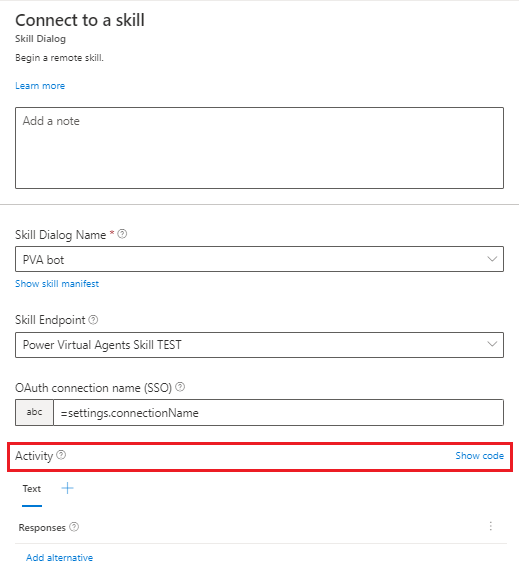 Connect to a skill
Skill Dialog
Begin a remote skill.
Learn more
Add a note
Skill Dialog Name *
PVA bot
Show skill manifest
Skill Endpoint
Power Virtual Agents Skill TEST
OAuth connection name (SSO)
abc =settings.connectionName
Activity Show code
Text +
Responses
Add alternative